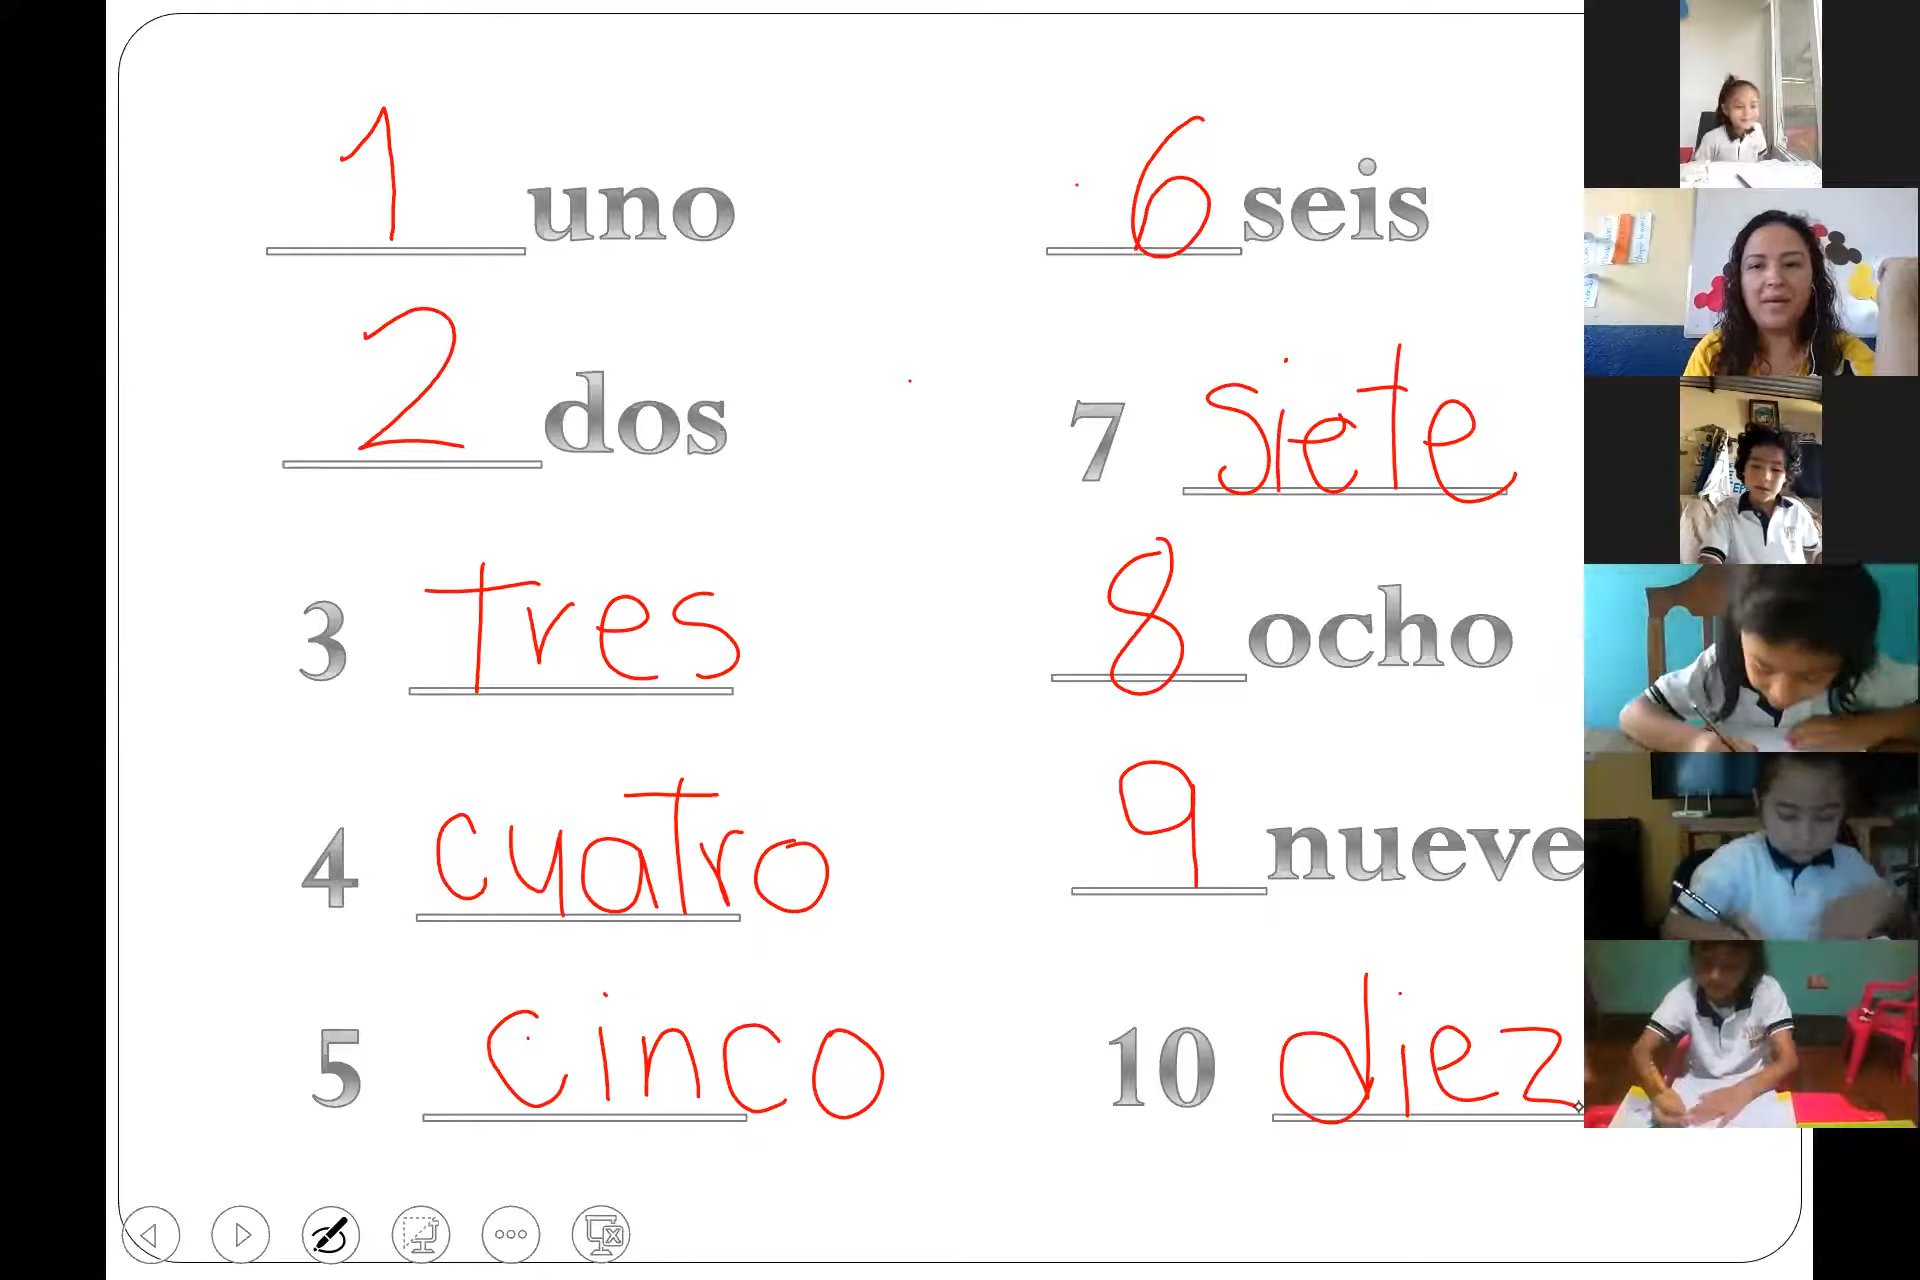 1 uno
2 dos
3 tres
4 cuatro
5 cinco
6 seis
7 siete
8 ocho
9 nueve
10 diez